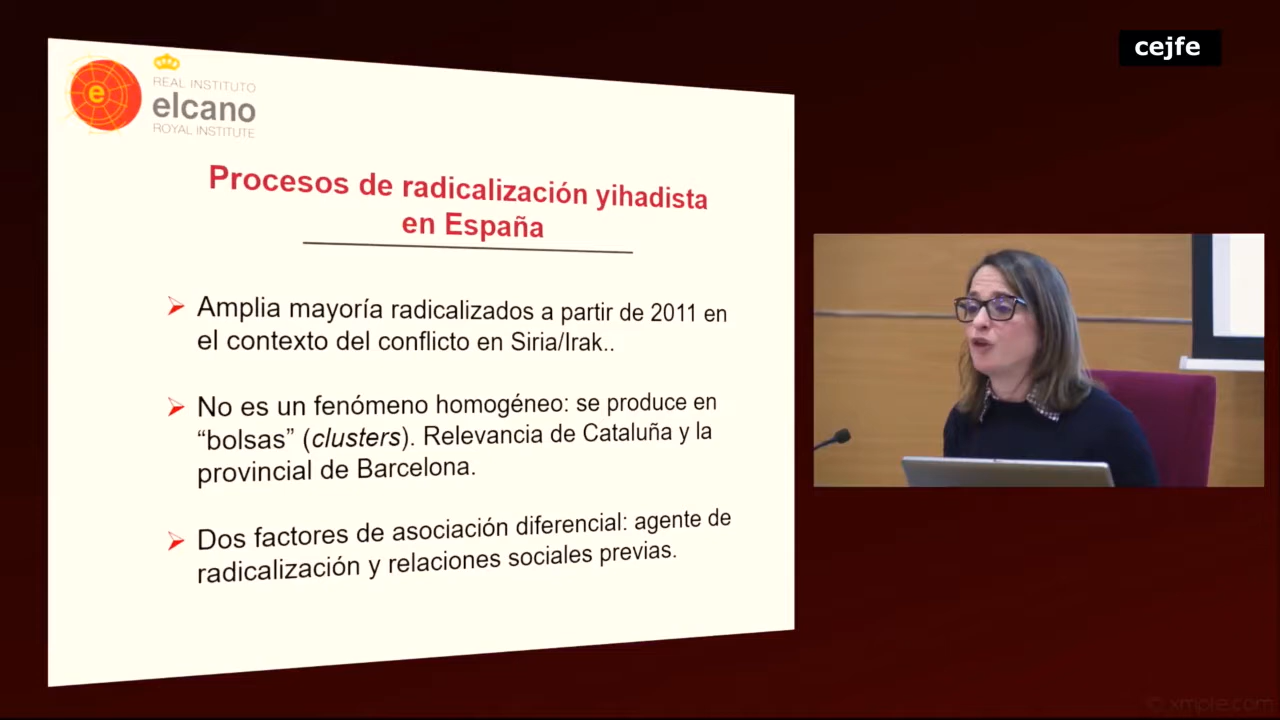 cejfe
REAL INSTITUTO
e
elcano
ROYAL INSTITUTE
Procesos de radicalización yihadista
en España
Amplia mayoría radicalizados a partir de 2011 en
el contexto del conflicto en Siria/Irak..
No es un fenómeno homogéneo: se produce en
“bolsas” (clusters). Relevancia de Cataluña y la
provincial de Barcelona.
Dos factores de asociación diferencial: agente de
radicalización y relaciones sociales previas.
© xmple.com